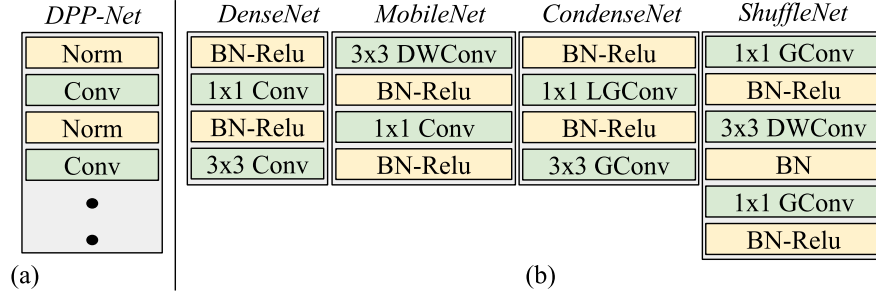 DPP-Net DenseNet MobileNet CondenseNet ShuffleNet
Norm BN-Relu 3x3 DWConv BN-Relu 1x1 GConv
Conv 1x1 Conv BN-Relu 1x1 LGConv BN-Relu
Norm BN-Relu 1x1 Conv BN-Relu 3x3 DWConv
Conv 3x3 Conv BN-Relu 3x3 GConv BN
1x1 GConv
BN-Relu
(a) (b)